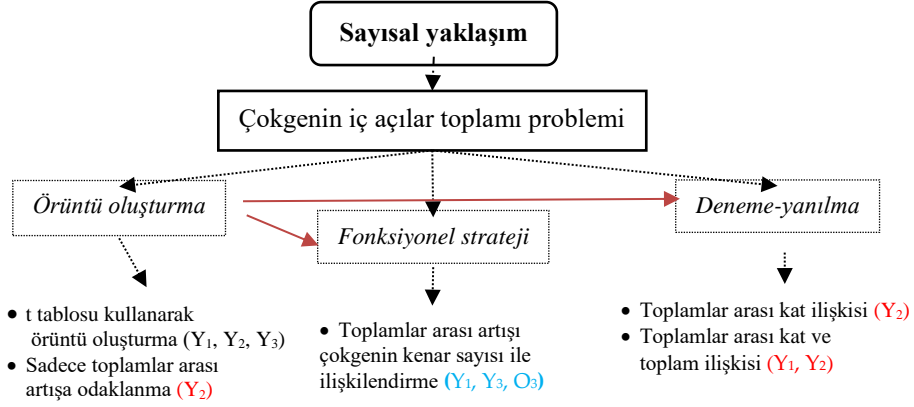 Sayısal yaklaşım
Çokgenin iç açılar toplamı problemi
Örüntü oluşturma
Fonksiyonel strateji
Deneme-yanılma
• t tablosu kullanarak
örüntü oluşturma (Y₁, Y₂, Y₃)
• Sadece toplamlar arası
artışa odaklanma (Y₂)
• Toplamlar arası artışı
çokgenin kenar sayısı ile
ilişkilendirme (Y₁, Y₃, O₃)
• Toplamlar arası kat ilişkisi (Y₂)
• Toplamlar arası kat ve
toplam ilişkisi (Y₁, Y₂)